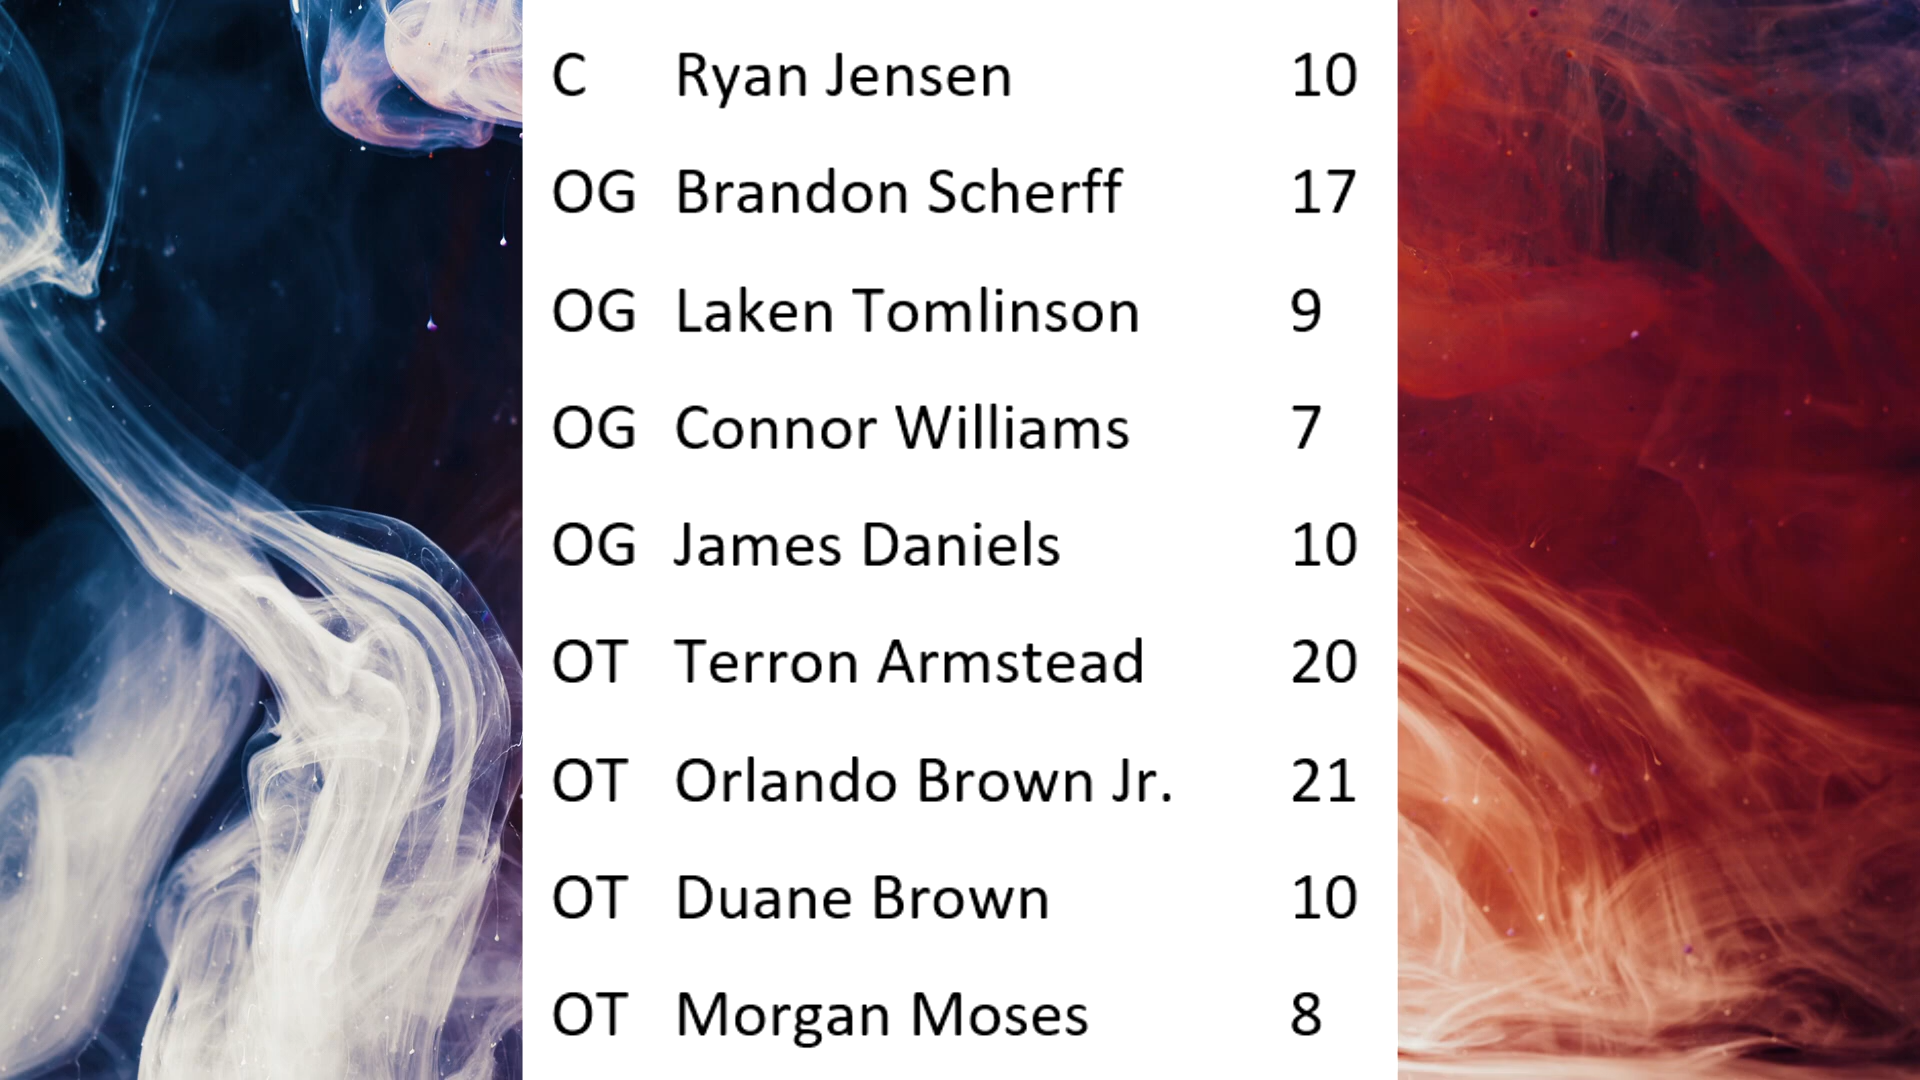 C Ryan Jensen 10
OG Brandon Scherff 17
OG Laken Tomlinson 9
OG Connor Williams 7
OG James Daniels 10
OT Terron Armstead 20
OT Orlando Brown Jr. 21
OT Duane Brown 10
OT Morgan Moses 8